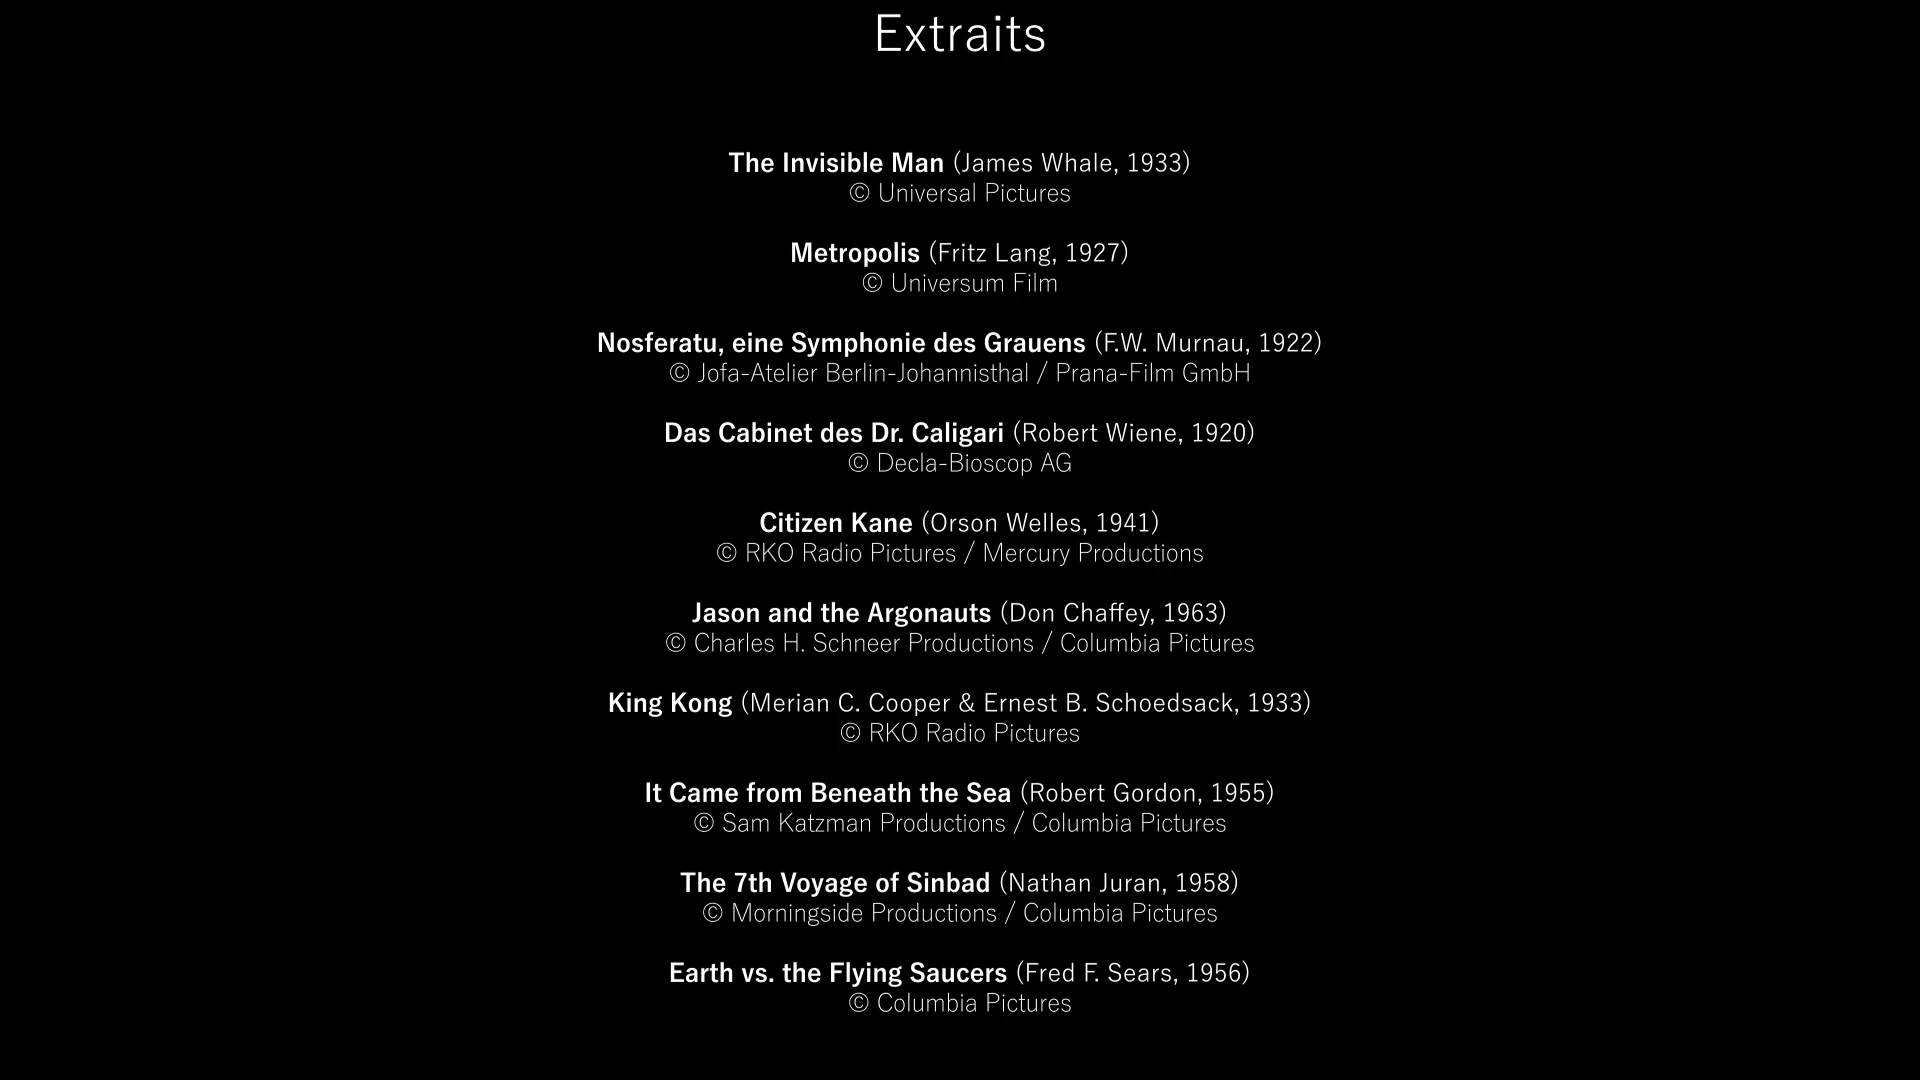 Extraits
The Invisible Man (James Whale, 1933)
© Universal Pictures
Metropolis (Fritz Lang, 1927)
© Universum Film
Nosferatu, eine Symphonie des Grauens (F.W. Murnau, 1922)
© Jofa-Atelier Berlin-Johannisthal / Prana-Film GmbH
Das Cabinet des Dr. Caligari (Robert Wiene, 1920)
© Decla-Bioscop AG
Citizen Kane (Orson Welles, 1941)
© RKO Radio Pictures / Mercury Productions
Jason and the Argonauts (Don Chaffey, 1963)
© Charles H. Schneer Productions / Columbia Pictures
King Kong (Merian C. Cooper & Ernest B. Schoedsack, 1933)
© RKO Radio Pictures
It Came from Beneath the Sea (Robert Gordon, 1955)
© Sam Katzman Productions / Columbia Pictures
The 7th Voyage of Sinbad (Nathan Juran, 1958)
© Morningside Productions / Columbia Pictures
Earth vs. the Flying Saucers (Fred F. Sears, 1956)
© Columbia Pictures